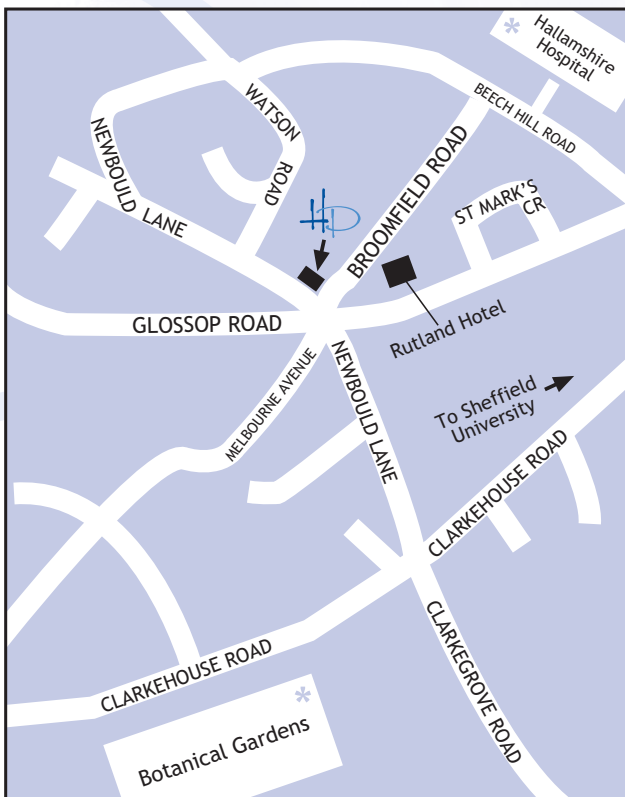 Hallamshire
Hospital
BEECH HILL ROAD
WATSON
ROAD
NEWBOULD LANE
HD
BROOMFIELD ROAD
ST MARK'S
CR
GLOSSOP ROAD
Rutland Hotel
MELBOURNE AVENUE
NEWBOULD LANE
To Sheffield
University
CLARKEHOUSE ROAD
CLARKEHOUSE ROAD
CLARKEGROVE ROAD
Botanical Gardens